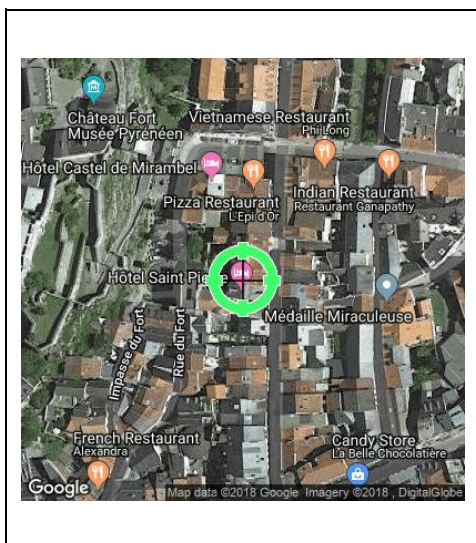 Château Fort
Musée Pyrénéen
Vietnamese Restaurant
Phi Long
Hôtel Castel de Mirambel
Pizza Restaurant
L'Epi d'Or
Indian Restaurant
Restaurant Ganapathy
Hôtel Saint Pie
Médaille Miraculeuse
Impasse du Fort
Rue du Fort
French Restaurant
Alexandra
Candy Store
La Belle Chocolatière
Google
Map data ©2018 Google Imagery ©2018 , DigitalGlobe